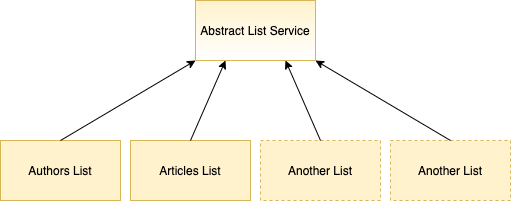 Abstract List Service
Authors List
Articles List
Another List
Another List